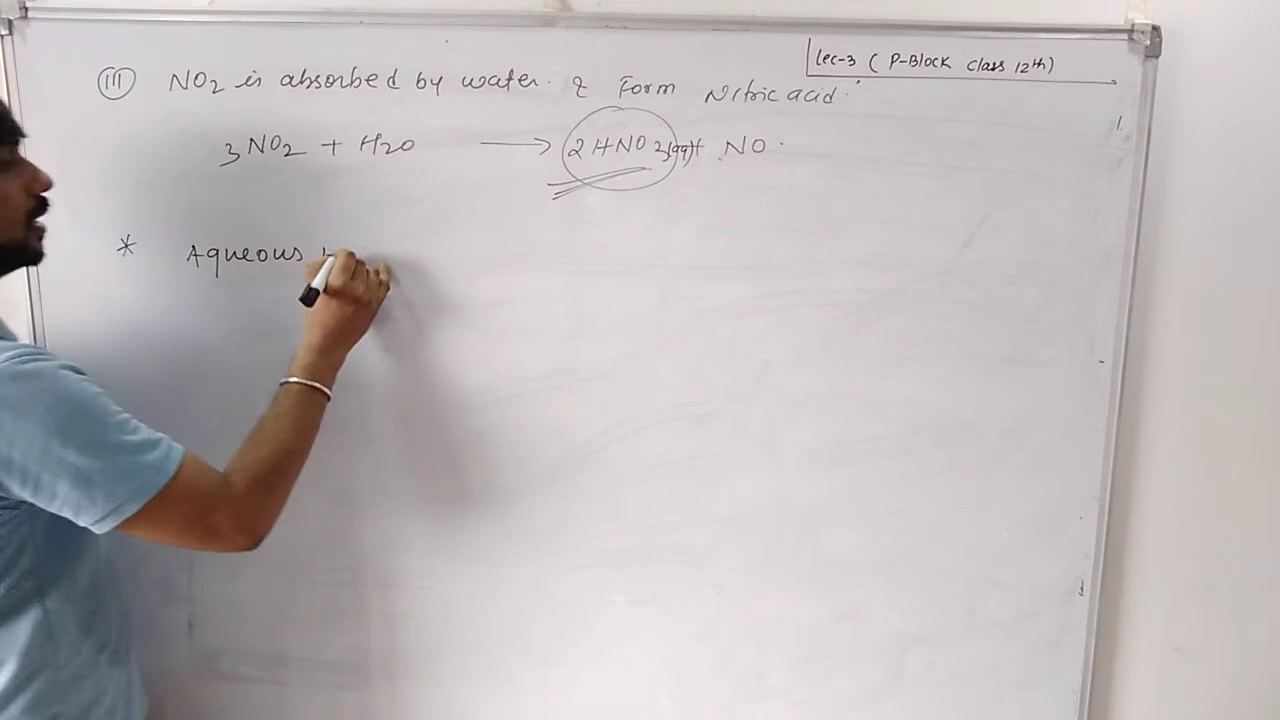 Lec-3 ( P-Block class 12th)
(III) NO2 is absorbed by water. & Form Nitric acid.
3NO2 + H2O ⟶ 2HNO3(aq)+ NO.
* Aqueous